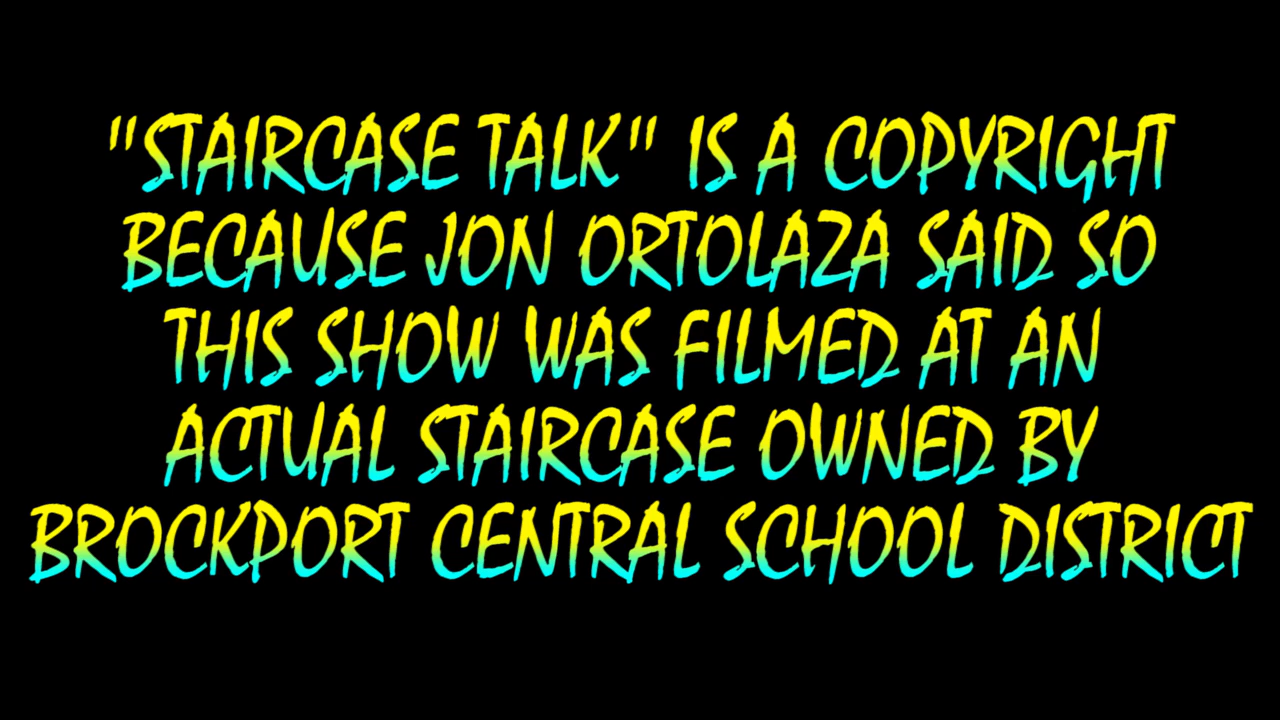 "STAIRCASE TALK" IS A COPYRIGHT
BECAUSE JON ORTOLAZA SAID SO
THIS SHOW WAS FILMED AT AN
ACTUAL STAIRCASE OWNED BY
BROCKPORT CENTRAL SCHOOL DISTRICT